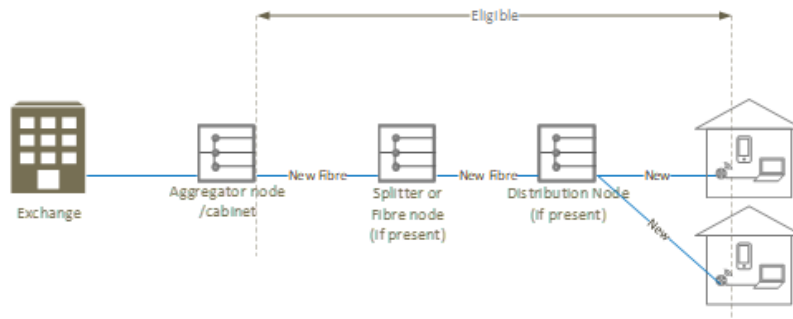 Eligible
New Fibre
New Fibre
New
Exchange
Aggregator node
/cabinet
Splitter or
Fibre node
(if present)
Distribution Node
(if present)
New